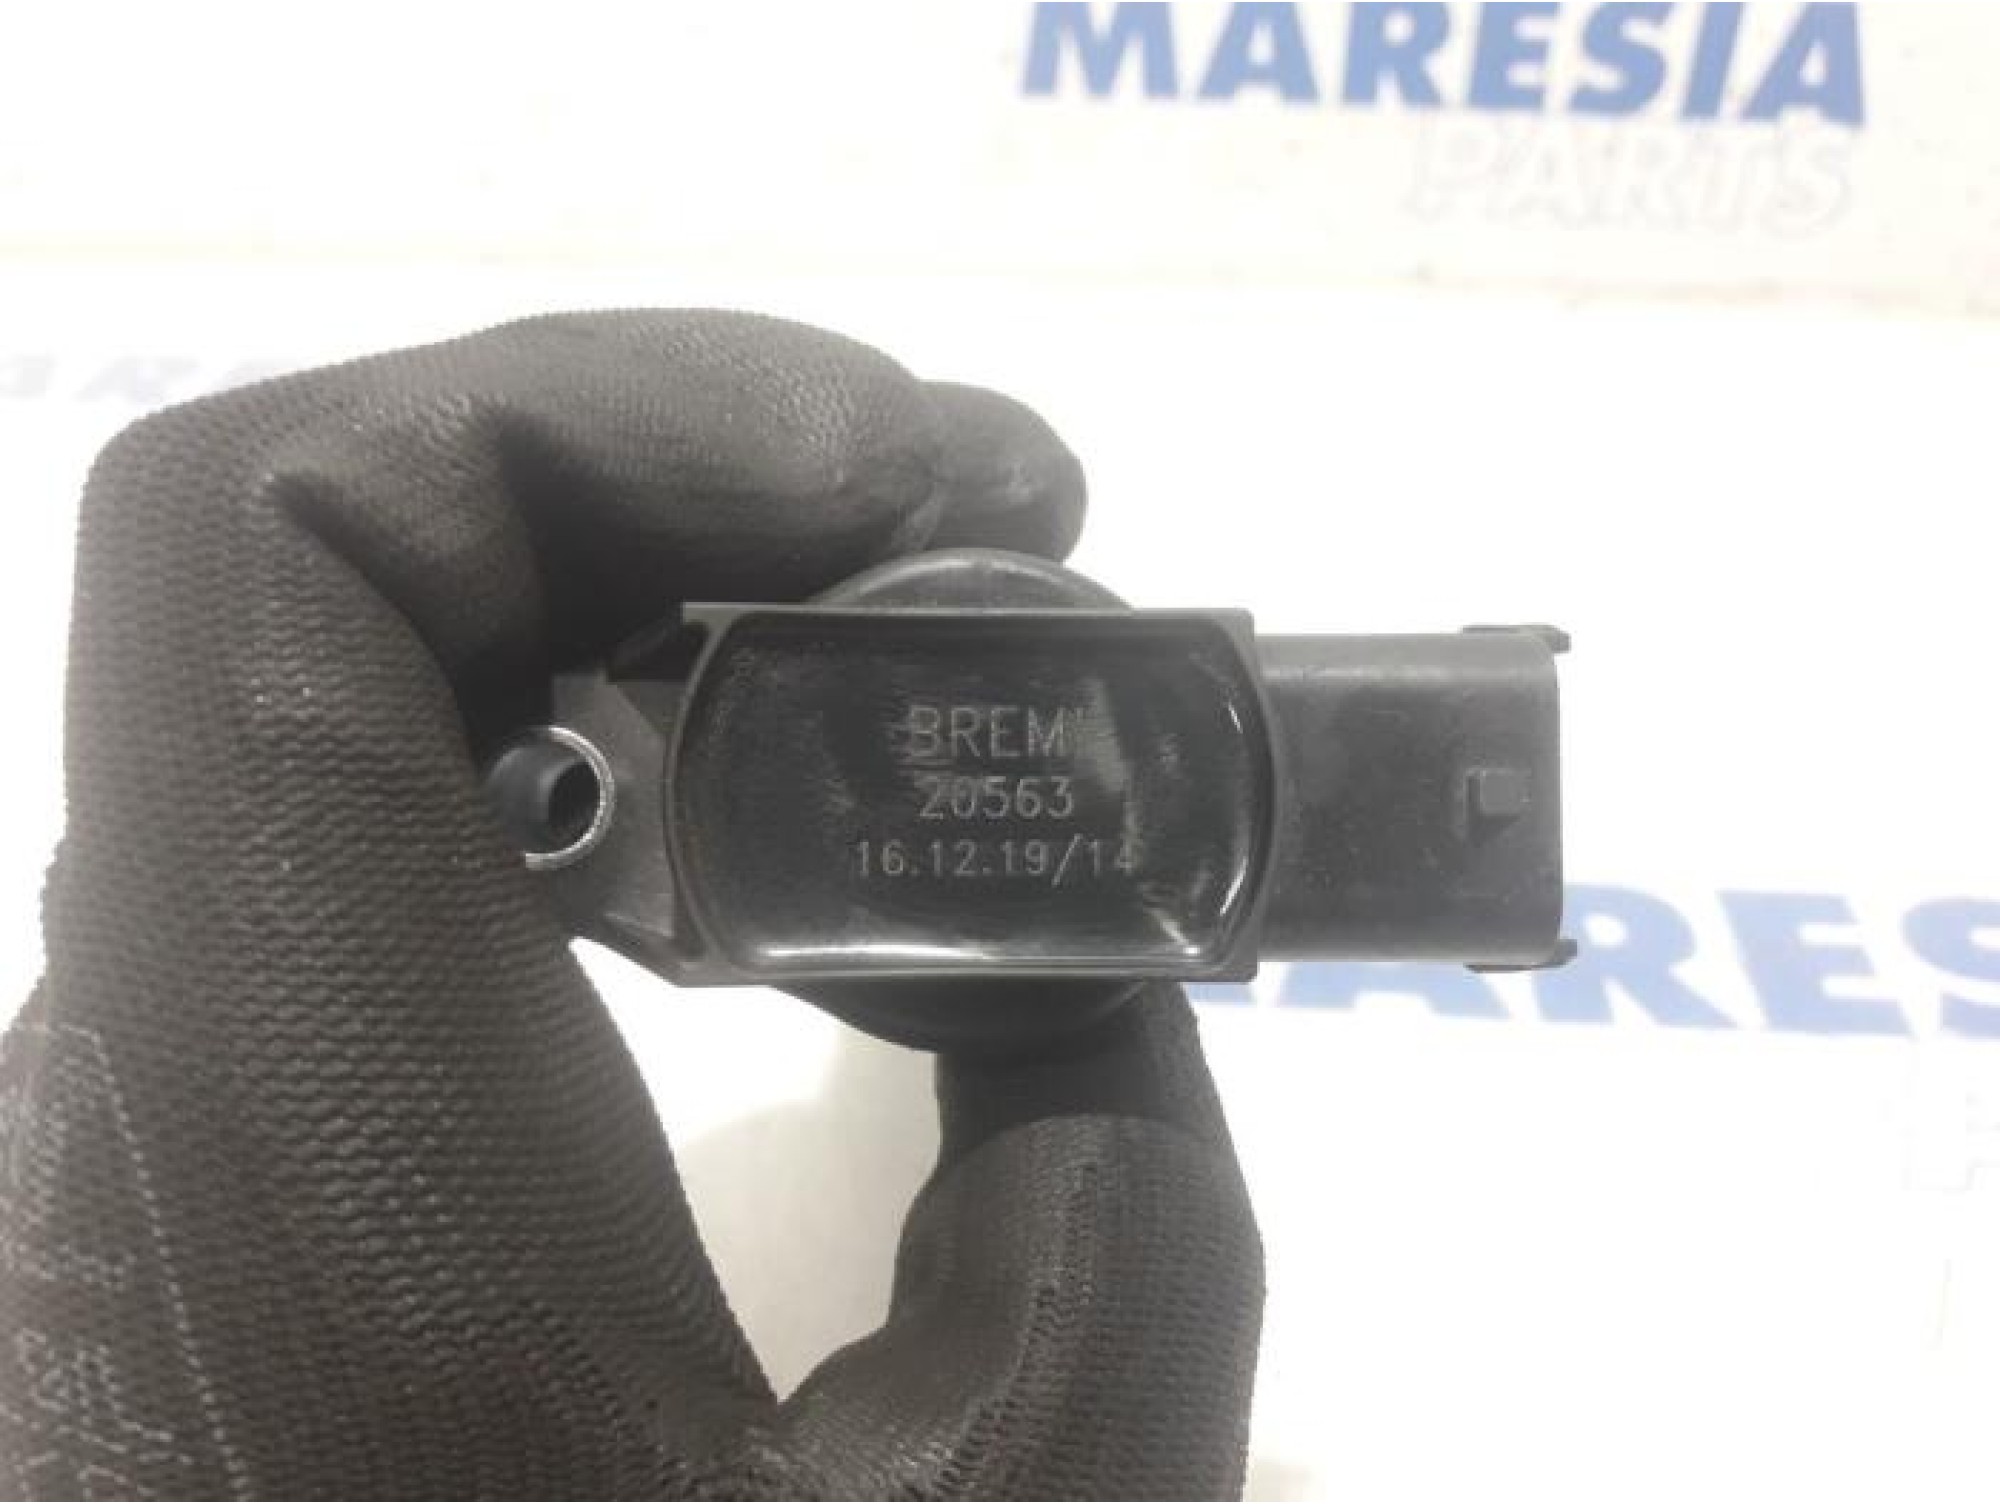 MARESIA
PARTS
BREMI
20563
16.12.19/14
MARES